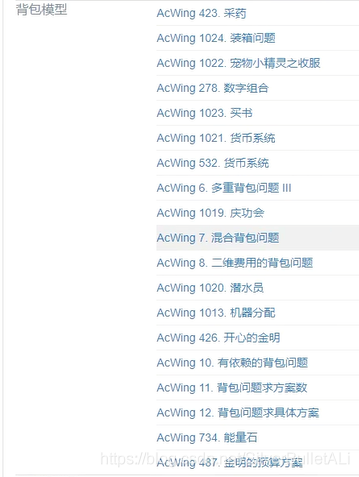 背包模型
AcWing 423. 采药
AcWing 1024. 装箱问题
AcWing 1022. 宠物小精灵之收服
AcWing 278. 数字组合
AcWing 1023. 买书
AcWing 1021. 货币系统
AcWing 532. 货币系统
AcWing 6. 多重背包问题 III
AcWing 1019. 庆功会
AcWing 7. 混合背包问题
AcWing 8. 二维费用的背包问题
AcWing 1020. 潜水员
AcWing 1013. 机器分配
AcWing 426. 开心的金明
AcWing 10. 有依赖的背包问题
AcWing 11. 背包问题求方案数
AcWing 12. 背包问题求具体方案
AcWing 734. 能量石
AcWing 487. 金明的预算方案